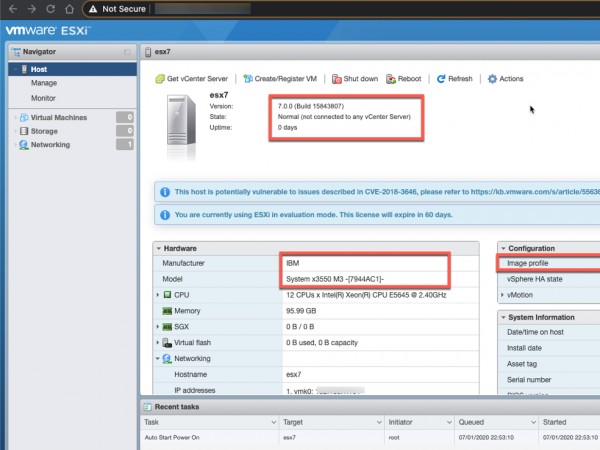 Not Secure
vmware ESXi
Navigator
esx7
Host
Manage
Monitor
Virtual Machines 0
Storage 0
Networking 1
Get vCenter Server Create/Register VM Shut down Reboot Refresh Actions
esx7
Version: 7.0.0 (Build 15843807)
State: Normal (not connected to any vCenter Server)
Uptime: 0 days
This host is potentially vulnerable to issues described in CVE-2018-3646, please refer to https://kb.vmware.com/s/article/55636
You are currently using ESXi in evaluation mode. This license will expire in 60 days.
Hardware
Manufacturer IBM
Model System x3550 M3 -[7944AC1]-
CPU 12 CPUs x Intel(R) Xeon(R) CPU E5645 @ 2.40GHz
Memory 95.99 GB
SGX 0 B / 0 B
Virtual flash 0 B used, 0 B capacity
Networking
Hostname esx7
IP addresses 1. vmk0:
Configuration
Image profile
vSphere HA state
vMotion
System Information
Date/time on host
Install date
Asset tag
Serial number
BIOS version
Recent tasks
Task Target Initiator Queued Started
Auto Start Power On esx7 root 07/01/2020 22:53:10 07/01/2020 22:53:10